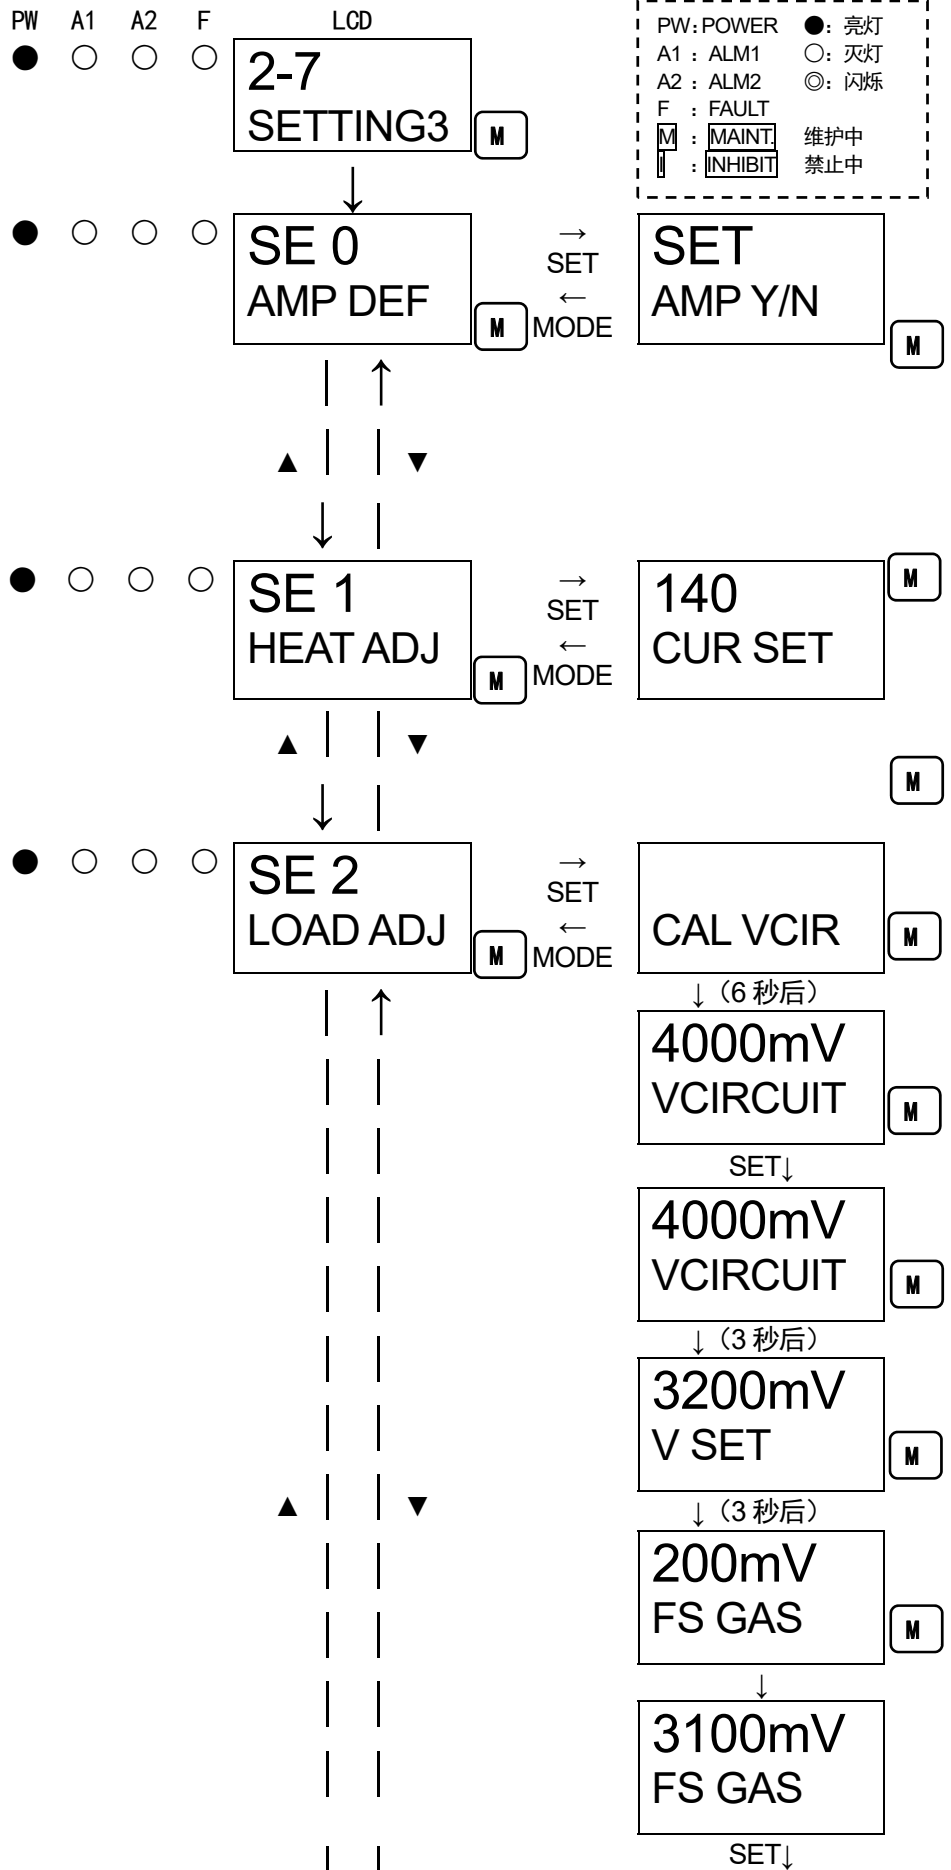 PW A1 A2 F LCD
PW:POWER ●：亮灯
A1：ALM1 ○：灭灯
A2：ALM2 ◎：闪烁
F：FAULT
M：MAINT. 维护中
I：INHIBIT 禁止中
● ○ ○ ○
2-7
SETTING3
M
↓
● ○ ○ ○
SE 0
AMP DEF
M
→
SET
←
MODE
SET
AMP Y/N
M
↑
▲ ▼
↓
● ○ ○ ○
SE 1
HEAT ADJ
M
→
SET
←
MODE
140
CUR SET
M
▲ ▼
↓
M
● ○ ○ ○
SE 2
LOAD ADJ
M
→
SET
←
MODE
CAL VCIR
M
↑
↓（6 秒后）
4000mV
VCIRCUIT
M
SET↓
4000mV
VCIRCUIT
M
↓（3 秒后）
3200mV
V SET
M
▲ ▼
↓（3 秒后）
200mV
FS GAS
M
↓
3100mV
FS GAS
SET↓